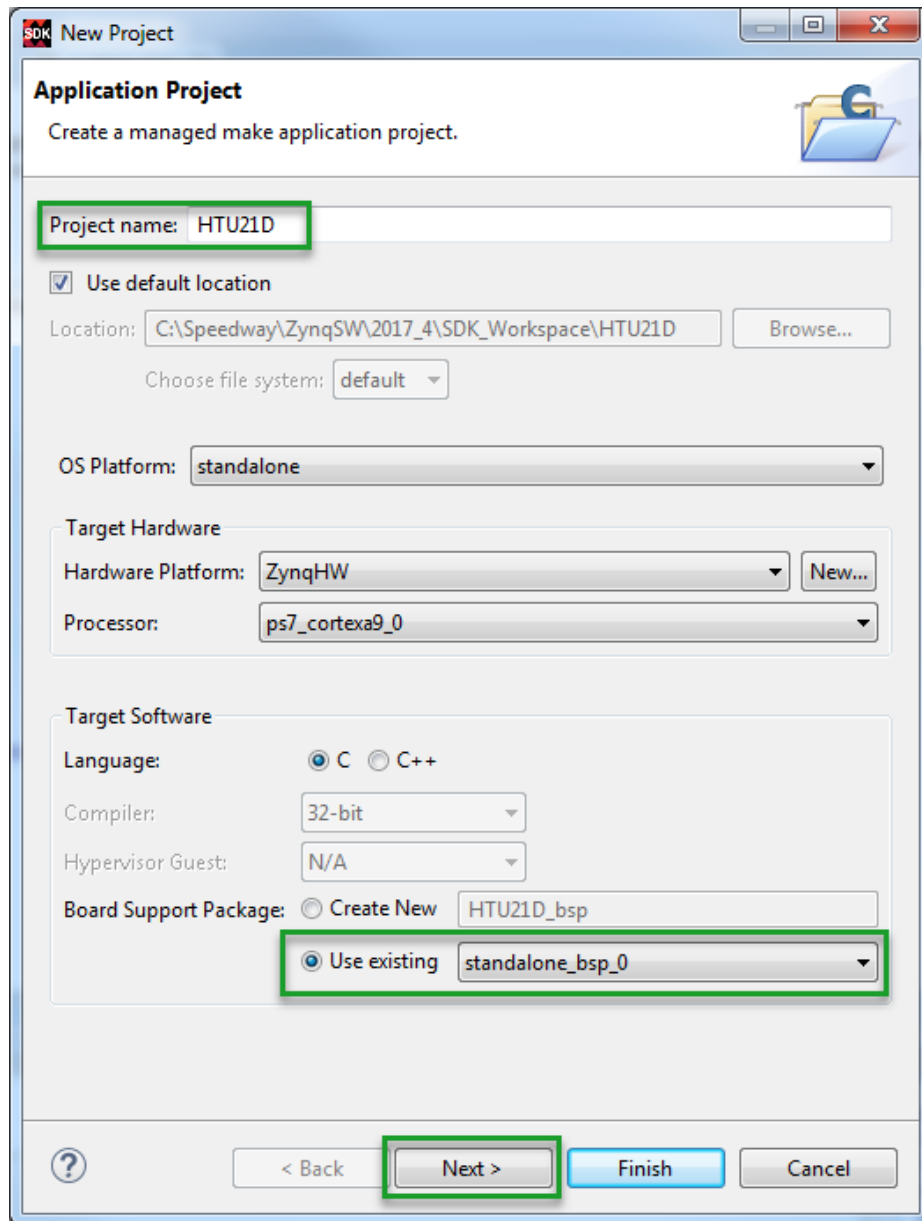 SDK New Project
Application Project
Create a managed make application project.
C
Project name: HTU21D
Use default location
Location: C:\Speedway\ZynqSW\2017_4\SDK_Workspace\HTU21D Browse...
Choose file system: default
OS Platform: standalone
Target Hardware
Hardware Platform: ZynqHW New...
Processor: ps7_cortexa9_0
Target Software
Language: C C++
Compiler: 32-bit
Hypervisor Guest: N/A
Board Support Package: Create New HTU21D_bsp
Use existing standalone_bsp_0
? < Back Next > Finish Cancel